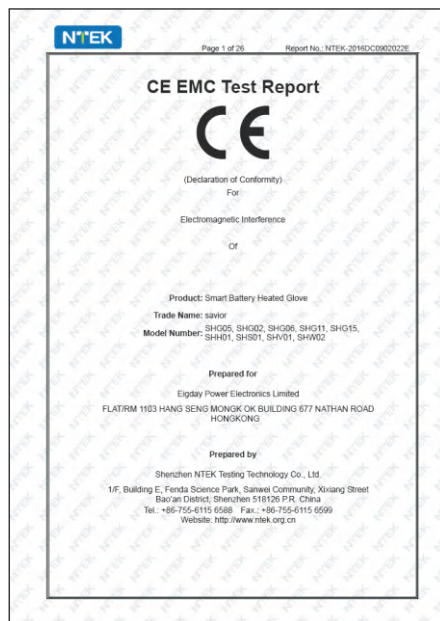 NTEK
Page 1 of 26 Report No.: NTEK-2016DC0902022E
CE EMC Test Report
CE
(Declaration of Conformity)
For
Electromagnetic Interference
Of
Product: Smart Battery Heated Glove
Trade Name: savior
Model Number: SHG05, SHG02, SHG06, SHG11, SHG15,
SHH01, SHS01, SHV01, SHW02
Prepared for
Eigday Power Electronics Limited
FLAT/RM 1103 HANG SENG MONGK OK BUILDING 677 NATHAN ROAD
HONGKONG
Prepared by
Shenzhen NTEK Testing Technology Co., Ltd.
1/F, Building E, Fenda Science Park, Sanwei Community, Xixiang Street
Bao'an District, Shenzhen 518126 P.R. China
Tel.: +86-755-6115 6588 Fax.: +86-755-6115 6599
Website: http://www.ntek.org.cn